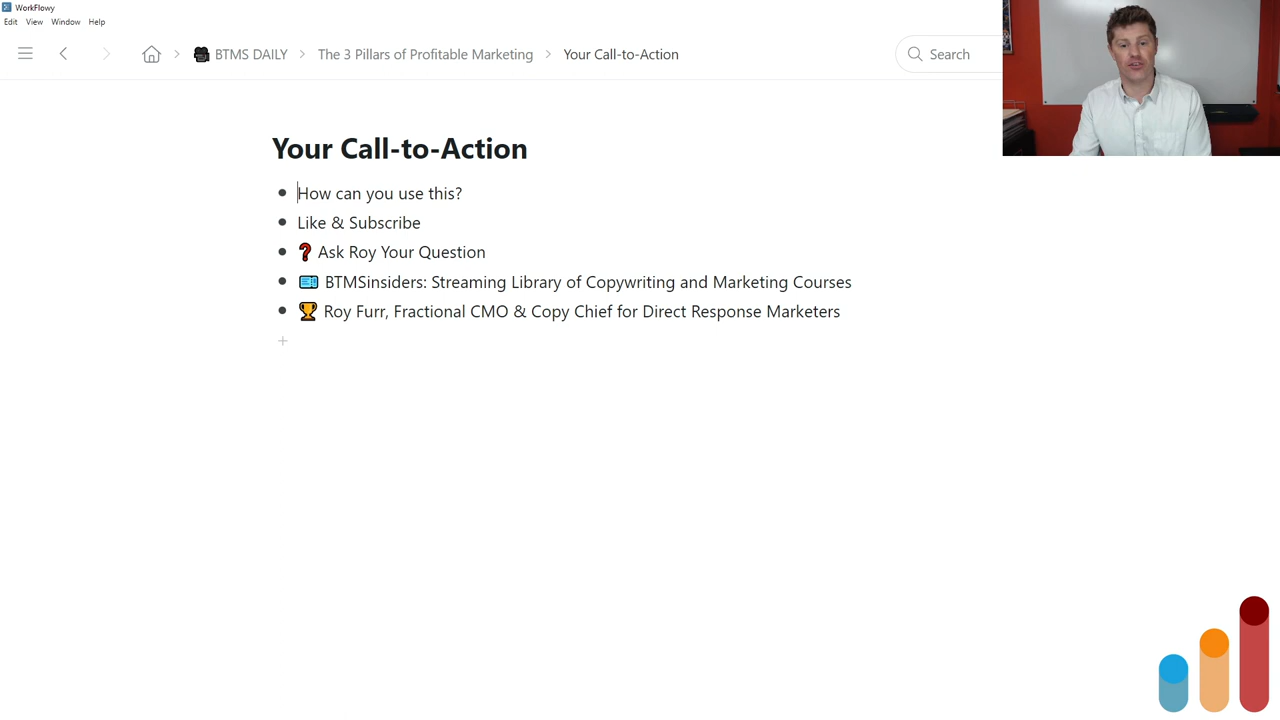 WorkFlowy
Edit View Window Help
BTMS DAILY > The 3 Pillars of Profitable Marketing > Your Call-to-Action
Search
Your Call-to-Action
How can you use this?
Like & Subscribe
❓ Ask Roy Your Question
🎫 BTMSinsiders: Streaming Library of Copywriting and Marketing Courses
🏆 Roy Furr, Fractional CMO & Copy Chief for Direct Response Marketers